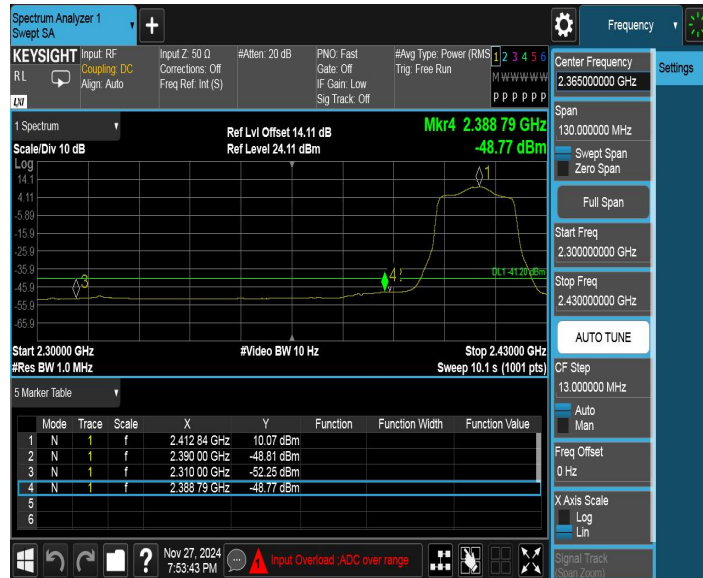 Spectrum Analyzer 1
Swept SA
Frequency
KEYSIGHT
R L
LXI
Input: RF
Coupling: DC
Align: Auto
Input Z: 50 Ω
Corrections: Off
Freq Ref: Int (S)
#Atten: 20 dB
PNO: Fast
Gate: Off
IF Gain: Low
Sig Track: Off
#Avg Type: Power (RMS
Trig: Free Run
1 2 3 4 5 6
M W W W W W
P P P P P P
1 Spectrum
Scale/Div 10 dB
Ref Lvl Offset 14.11 dB
Ref Level 24.11 dBm
Mkr4 2.388 79 GHz
-48.77 dBm
Log
14.1
4.11
-5.89
-15.9
-25.9
-35.9
-45.9
-55.9
-65.9
1
3
4
DL1 -41.20 dBm
Start 2.30000 GHz
#Video BW 10 Hz
Stop 2.43000 GHz
#Res BW 1.0 MHz
Sweep 10.1 s (1001 pts)
5 Marker Table
Mode Trace Scale X Y Function Function Width Function Value
1 N 1 f 2.412 84 GHz 10.07 dBm
2 N 1 f 2.390 00 GHz -48.81 dBm
3 N 1 f 2.310 00 GHz -52.25 dBm
4 N 1 f 2.388 79 GHz -48.77 dBm
5
6
?
Nov 27, 2024
7:53:43 PM
Input Overload :ADC over range
Settings
Center Frequency
2.365000000 GHz
Span
130.000000 MHz
Swept Span
Zero Span
Full Span
Start Freq
2.300000000 GHz
Stop Freq
2.430000000 GHz
AUTO TUNE
CF Step
13.000000 MHz
Auto
Man
Freq Offset
0 Hz
X Axis Scale
Log
Lin
Signal Track
(Span Zoom)